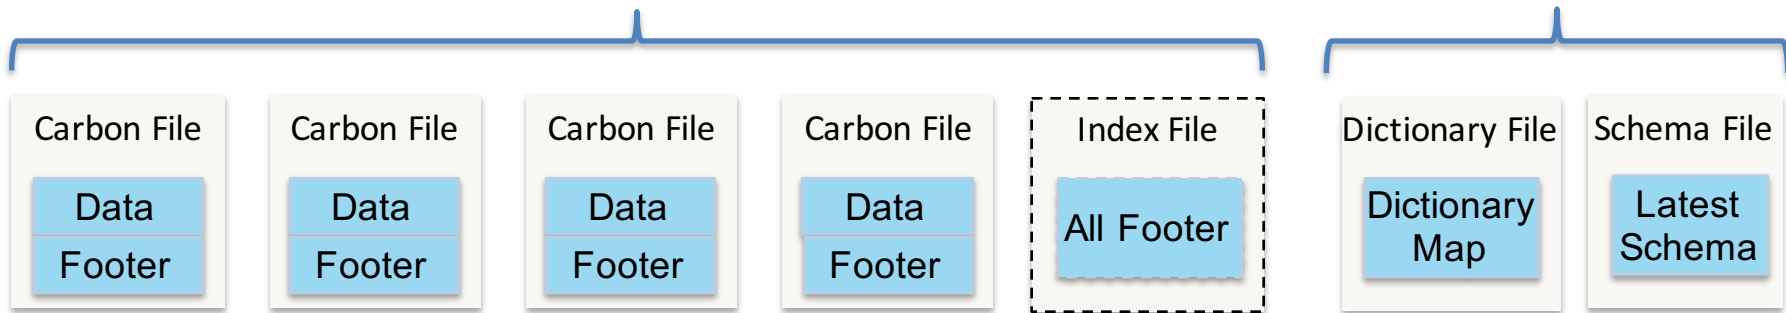 Carbon File
Data
Footer
Carbon File
Data
Footer
Carbon File
Data
Footer
Carbon File
Data
Footer
Index File
All Footer
Dictionary File
Dictionary
Map
Schema File
Latest
Schema